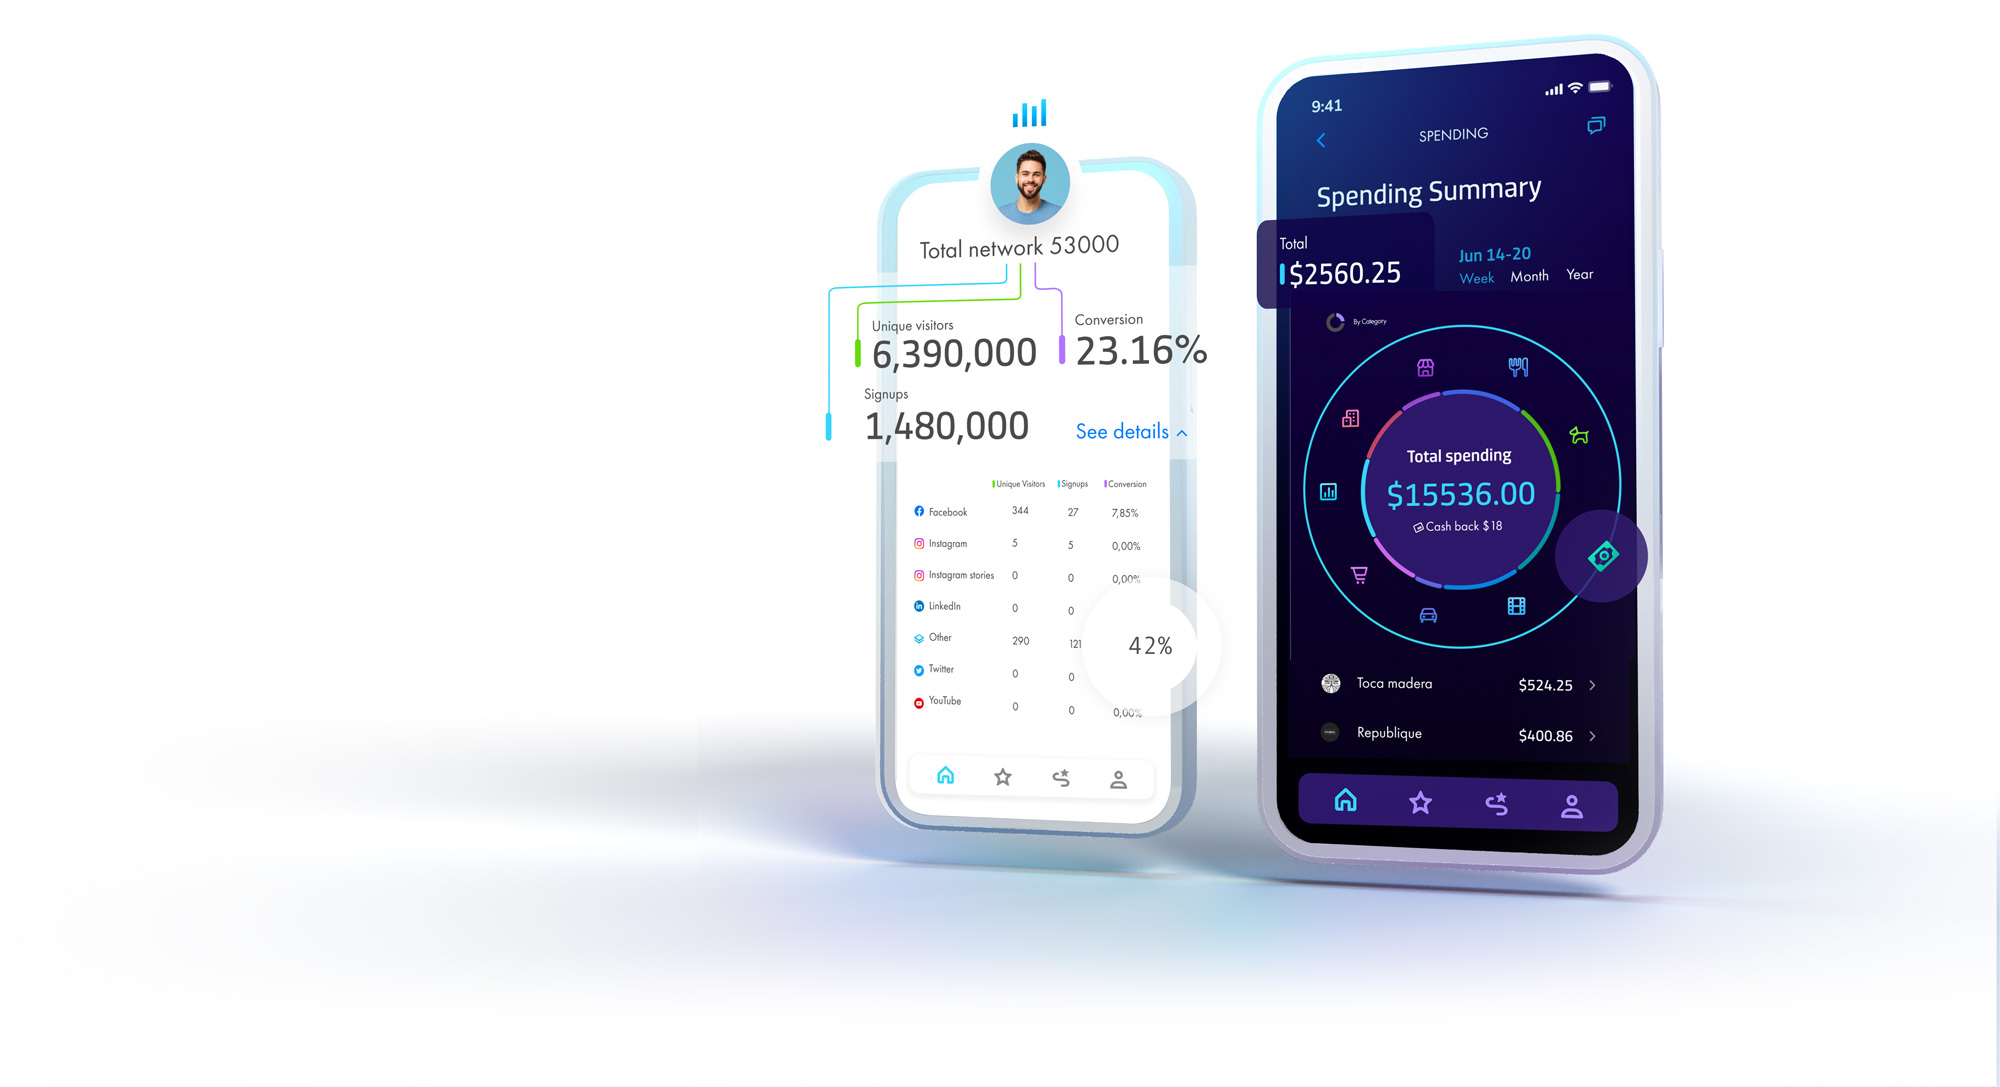 Total network 53000
Unique visitors
6,390,000
Conversion
23.16%
Signups
1,480,000
See details
Unique Visitors Signups Conversion
Facebook 344 27 7,85%
Instagram 5 5 0,00%
Instagram stories 0 0 0,00%
LinkedIn 0 0
Other 290 121
42%
Twitter 0 0
YouTube 0 0 0,00%
9:41
SPENDING
Spending Summary
Total
$2560.25
Jun 14-20
Week Month Year
By Category
Total spending
$15536.00
Cash back $18
Toca madera $524.25
Republique $400.86